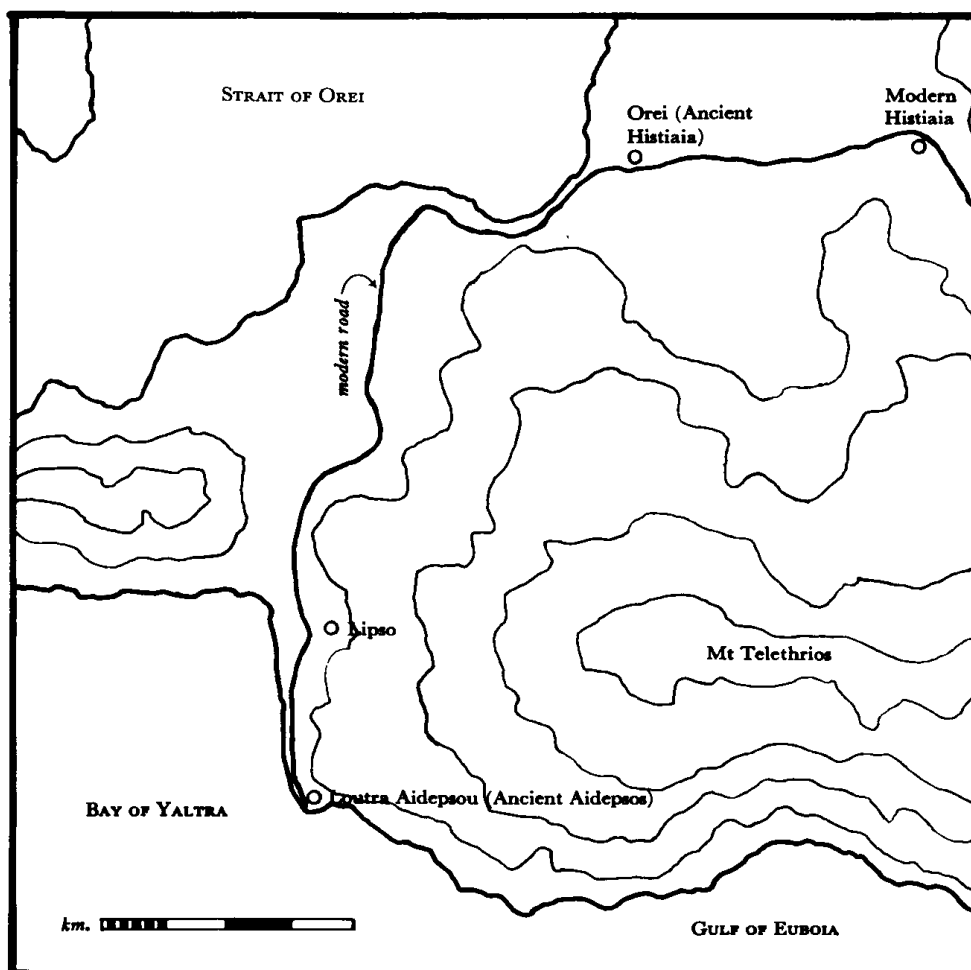 STRAIT OF OREI
Orei (Ancient
Histiaia)
Modern
Histiaia
modern road
Lipso
Mt Telethrios
Loutra Aidepsou (Ancient Aidepsos)
BAY OF YALTRA
km.
GULF OF EUBOIA